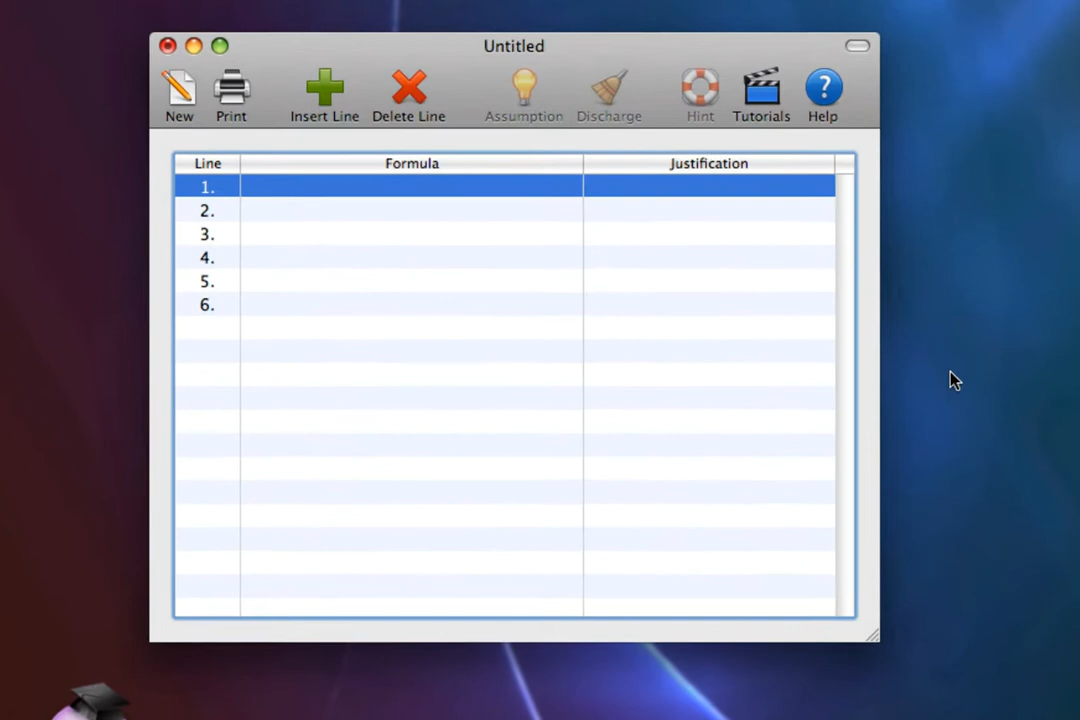 Untitled
New Print Insert Line Delete Line Assumption Discharge Hint Tutorials ? Help
Line Formula Justification
1.
2.
3.
4.
5.
6.